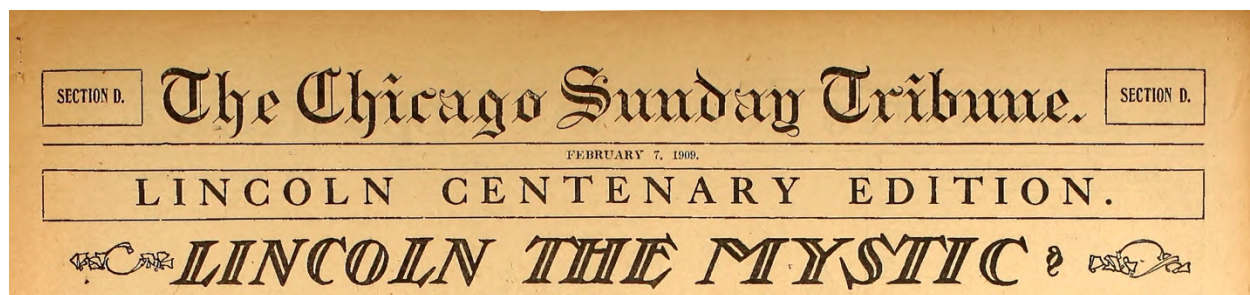 SECTION D. The Chicago Sunday Tribune. SECTION D.
FEBRUARY 7, 1909.
LINCOLN CENTENARY EDITION.
LINCOLN THE MYSTIC